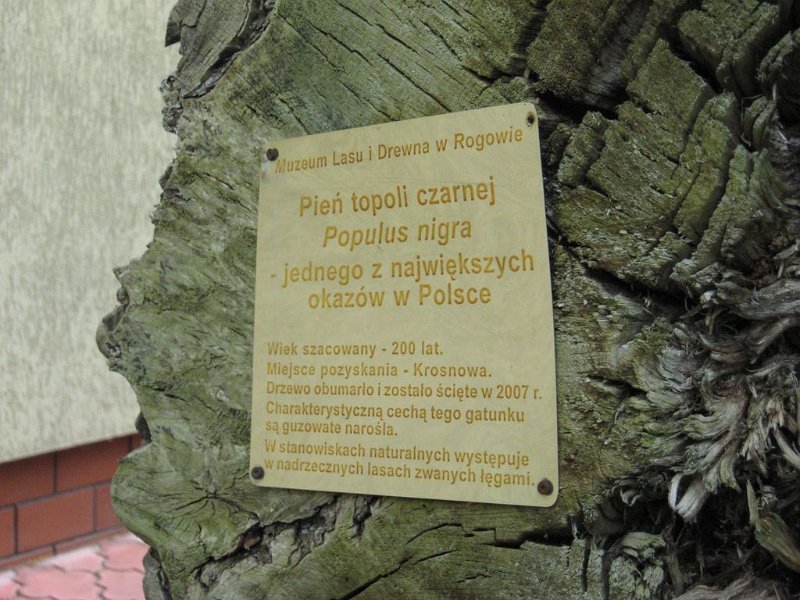 Muzeum Lasu i Drewna w Rogowie
Pień topoli czarnej
Populus nigra
- jednego z największych
okazów w Polsce
Wiek szacowany - 200 lat.
Miejsce pozyskania - Krosnowa.
Drzewo obumarło i zostało ścięte w 2007 r.
Charakterystyczną cechą tego gatunku
są guzowate narośla.
W stanowiskach naturalnych występuje
w nadrzecznych lasach zwanych łęgami.